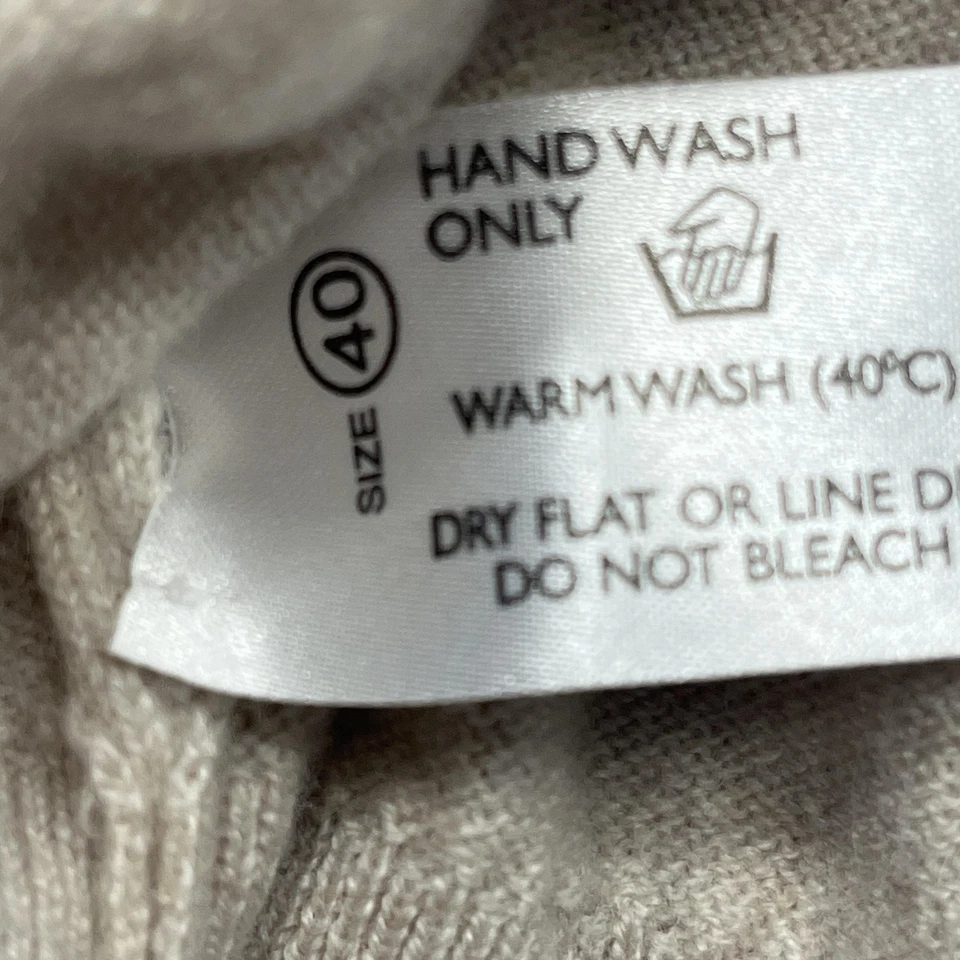 HAND WASH
ONLY
WARM WASH (40°C)
DRY FLAT OR LINE
DO NOT BLEACH
SIZE 40